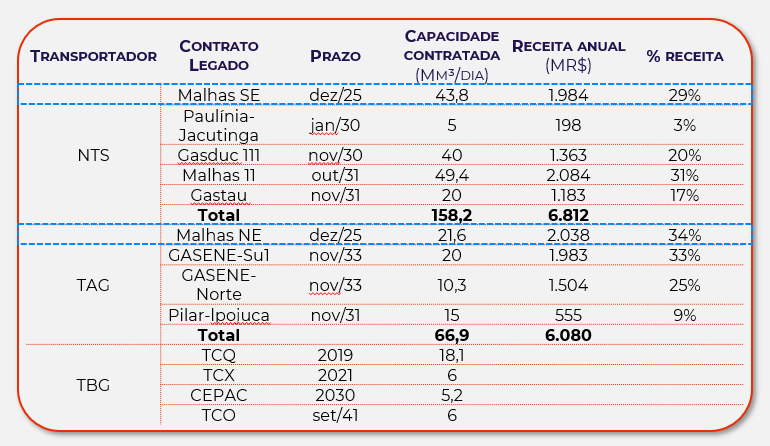 TRANSPORTADOR CONTRATO LEGADO PRAZO CAPACIDADE CONTRATADA (MM³/DIA) RECEITA ANUAL (MR$) % RECEITA
Malhas SE dez/25 43,8 1.984 29%
Paulínia-Jacutinga jan/30 5 198 3%
NTS Gasduc 111 nov/30 40 1.363 20%
Malhas 11 out/31 49,4 2.084 31%
Gastau nov/31 20 1.183 17%
Total 158,2 6.812
Malhas NE dez/25 21,6 2.038 34%
GASENE-Su1 nov/33 20 1.983 33%
TAG GASENE-Norte nov/33 10,3 1.504 25%
Pilar-lpojuca nov/31 15 555 9%
Total 66,9 6.080
TCQ 2019 18,1
TBG TCX 2021 6
CEPAC 2030 5,2
TCO set/41 6